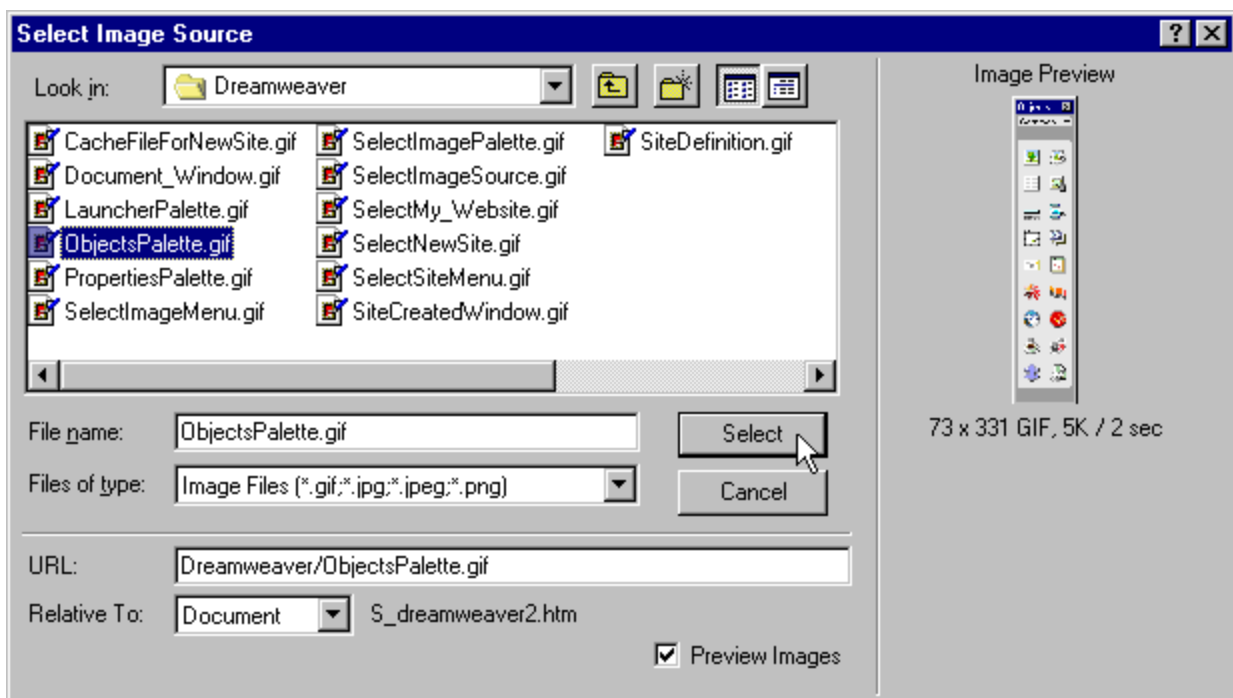 Select Image Source
Look in: Dreamweaver
Image Preview
CacheFileForNewSite.gif SelectImagePalette.gif SiteDefinition.gif
Document_Window.gif SelectImageSource.gif
LauncherPalette.gif SelectMy_Website.gif
ObjectsPalette.gif SelectNewSite.gif
PropertiesPalette.gif SelectSiteMenu.gif
SelectImageMenu.gif SiteCreatedWindow.gif
File name: ObjectsPalette.gif Select
73 x 331 GIF, 5K / 2 sec
Files of type: Image Files (*.gif;*.jpg;*.jpeg;*.png) Cancel
URL: Dreamweaver/ObjectsPalette.gif
Relative To: Document S_dreamweaver2.htm
Preview Images